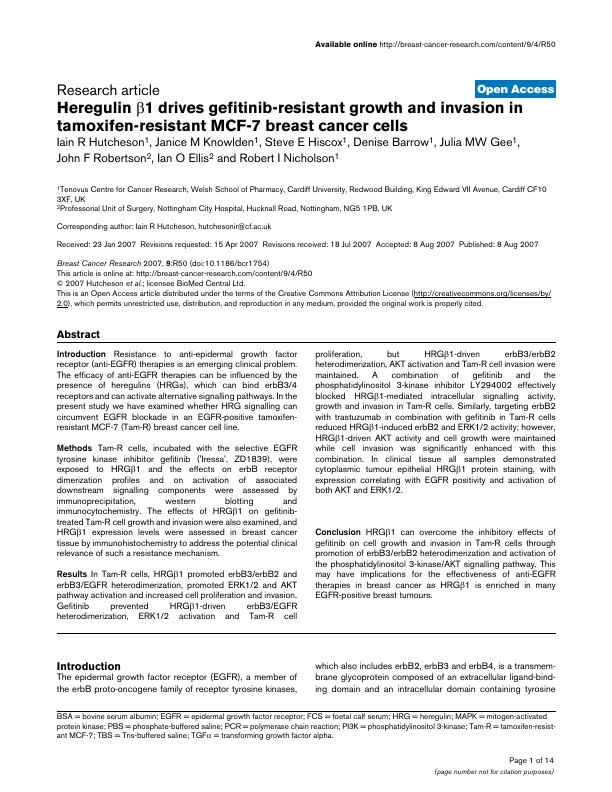 Available online http://breast-cancer-research.com/content/9/4/R50
Research article
Open Access
Heregulin β1 drives gefitinib-resistant growth and invasion in
tamoxifen-resistant MCF-7 breast cancer cells
Iain R Hutcheson1, Janice M Knowlden1, Steve E Hiscox1, Denise Barrow1, Julia MW Gee1,
John F Robertson2, Ian O Ellis2 and Robert I Nicholson1
1Tenovus Centre for Cancer Research, Welsh School of Pharmacy, Cardiff University, Redwood Building, King Edward VII Avenue, Cardiff CF10
3XF, UK
2Professorial Unit of Surgery, Nottingham City Hospital, Hucknall Road, Nottingham, NG5 1PB, UK
Corresponding author: Iain R Hutcheson, hutchesonir@cf.ac.uk
Received: 23 Jan 2007 Revisions requested: 15 Apr 2007 Revisions received: 18 Jul 2007 Accepted: 8 Aug 2007 Published: 8 Aug 2007
Breast Cancer Research 2007, 9:R50 (doi:10.1186/bcr1754)
This article is online at: http://breast-cancer-research.com/content/9/4/R50
© 2007 Hutcheson et al.; licensee BioMed Central Ltd.
This is an Open Access article distributed under the terms of the Creative Commons Attribution License (http://creativecommons.org/licenses/by/
2.0), which permits unrestricted use, distribution, and reproduction in any medium, provided the original work is properly cited.
Abstract
Introduction Resistance to anti-epidermal growth factor
receptor (anti-EGFR) therapies is an emerging clinical problem.
The efficacy of anti-EGFR therapies can be influenced by the
presence of heregulins (HRGs), which can bind erbB3/4
receptors and can activate alternative signalling pathways. In the
present study we have examined whether HRG signalling can
circumvent EGFR blockade in an EGFR-positive tamoxifen-
resistant MCF-7 (Tam-R) breast cancer cell line.
Methods Tam-R cells, incubated with the selective EGFR
tyrosine kinase inhibitor gefitinib ('Iressa', ZD1839), were
exposed to HRGβ1 and the effects on erbB receptor
dimerization profiles and on activation of associated
downstream signalling components were assessed by
immunoprecipitation, western blotting and
immunocytochemistry. The effects of HRGβ1 on gefitinib-
treated Tam-R cell growth and invasion were also examined, and
HRGβ1 expression levels were assessed in breast cancer
tissue by immunohistochemistry to address the potential clinical
relevance of such a resistance mechanism.
Results In Tam-R cells, HRGβ1 promoted erbB3/erbB2 and
erbB3/EGFR heterodimerization, promoted ERK1/2 and AKT
pathway activation and increased cell proliferation and invasion.
Gefitinib prevented HRGβ1-driven erbB3/EGFR
heterodimerization, ERK1/2 activation and Tam-R cell
proliferation, but HRGβ1-driven erbB3/erbB2
heterodimerization, AKT activation and Tam-R cell invasion were
maintained. A combination of gefitinib and the
phosphatidylinositol 3-kinase inhibitor LY294002 effectively
blocked HRGβ1-mediated intracellular signalling activity,
growth and invasion in Tam-R cells. Similarly, targeting erbB2
with trastuzumab in combination with gefitinib in Tam-R cells
reduced HRGβ1-induced erbB2 and ERK1/2 activity; however,
HRGβ1-driven AKT activity and cell growth were maintained
while cell invasion was significantly enhanced with this
combination. In clinical tissue all samples demonstrated
cytoplasmic tumour epithelial HRGβ1 protein staining, with
expression correlating with EGFR positivity and activation of
both AKT and ERK1/2.
Conclusion HRGβ1 can overcome the inhibitory effects of
gefitinib on cell growth and invasion in Tam-R cells through
promotion of erbB3/erbB2 heterodimerization and activation of
the phosphatidylinositol 3-kinase/AKT signalling pathway. This
may have implications for the effectiveness of anti-EGFR
therapies in breast cancer as HRGβ1 is enriched in many
EGFR-positive breast tumours.
Introduction
The epidermal growth factor receptor (EGFR), a member of
the erbB proto-oncogene family of receptor tyrosine kinases,
which also includes erbB2, erbB3 and erbB4, is a transmem-
brane glycoprotein composed of an extracellular ligand-bind-
ing domain and an intracellular domain containing tyrosine
BSA = bovine serum albumin; EGFR = epidermal growth factor receptor; FCS = foetal calf serum; HRG = heregulin; MAPK = mitogen-activated
protein kinase; PBS = phosphate-buffered saline; PCR = polymerase chain reaction; PI3K = phosphatidylinositol 3-kinase; Tam-R = tamoxifen-resist-
ant MCF-7; TBS = Tris-buffered saline; TGFα = transforming growth factor alpha.
Page 1 of 14
(page number not for citation purposes)